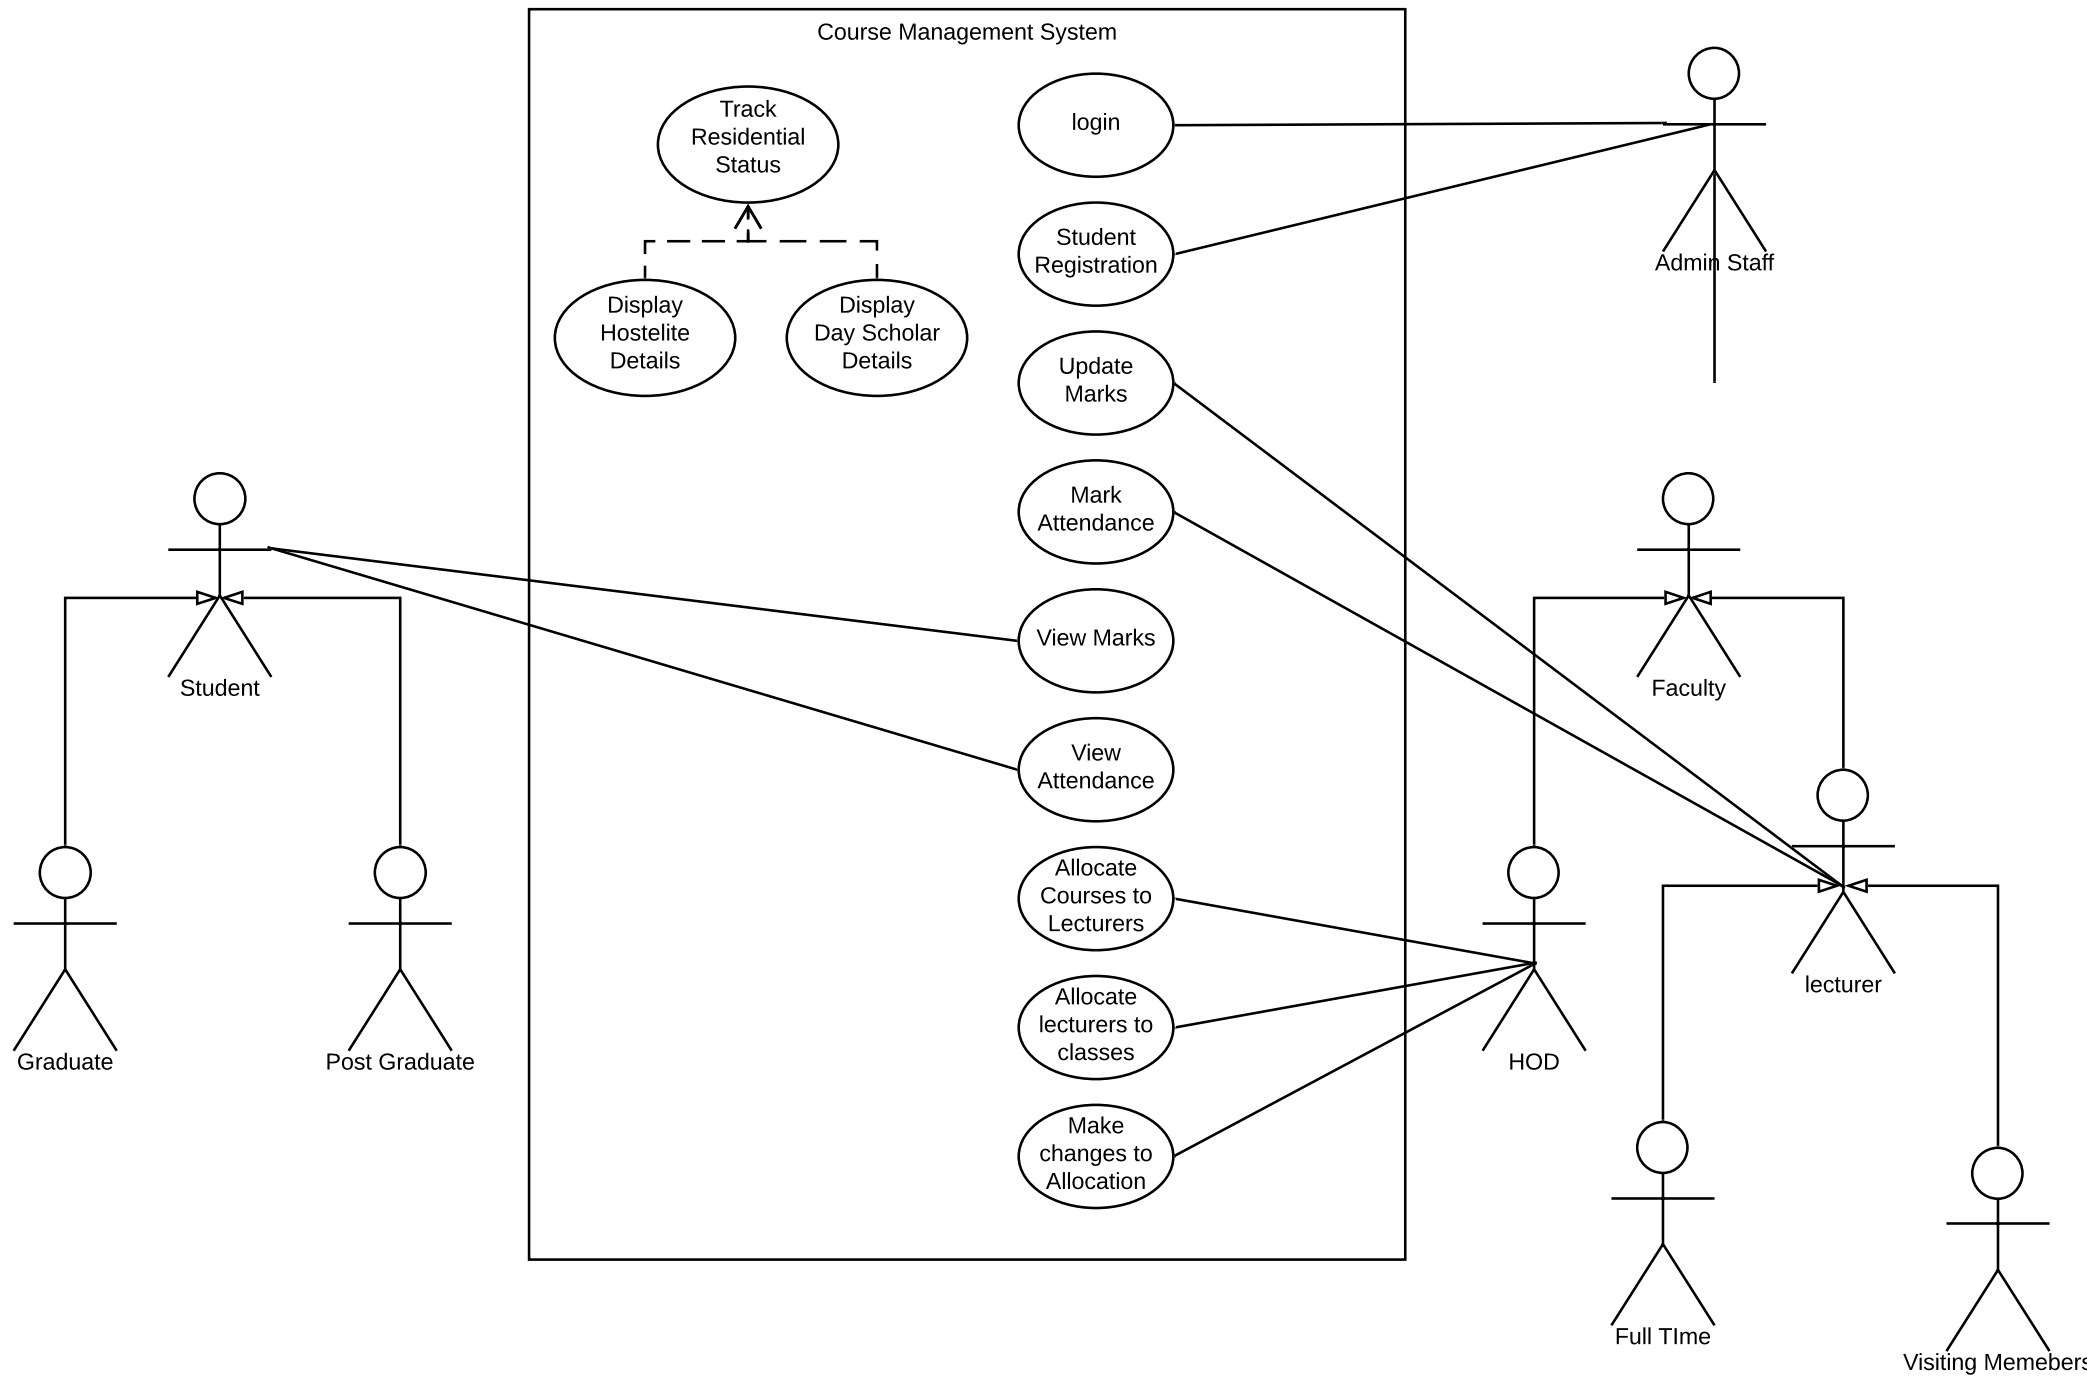 Course Management System
Track
Residential
Status
login
Student
Registration
Admin Staff
Display
Hostelite
Details
Display
Day Scholar
Details
Update
Marks
Mark
Attendance
View Marks
Student
Faculty
View
Attendance
Allocate
Courses to
Lecturers
lecturer
Allocate
lecturers to
classes
Graduate
Post Graduate
HOD
Make
changes to
Allocation
Full TIme
Visiting Memebers